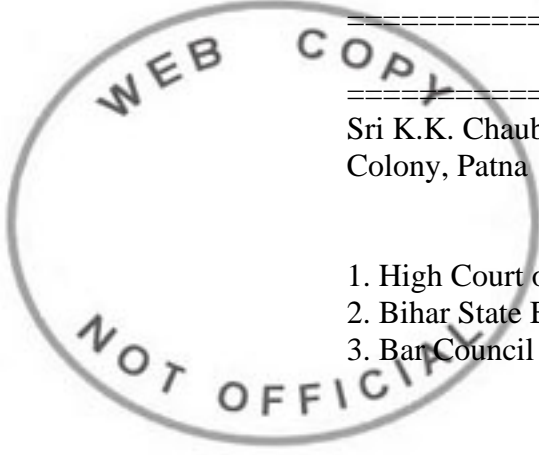 ============
WEB COPY
============
Sri K.K. Chaub
Colony, Patna
1. High Court o
2. Bihar State B
3. Bar Council
NOT OFFICIAL